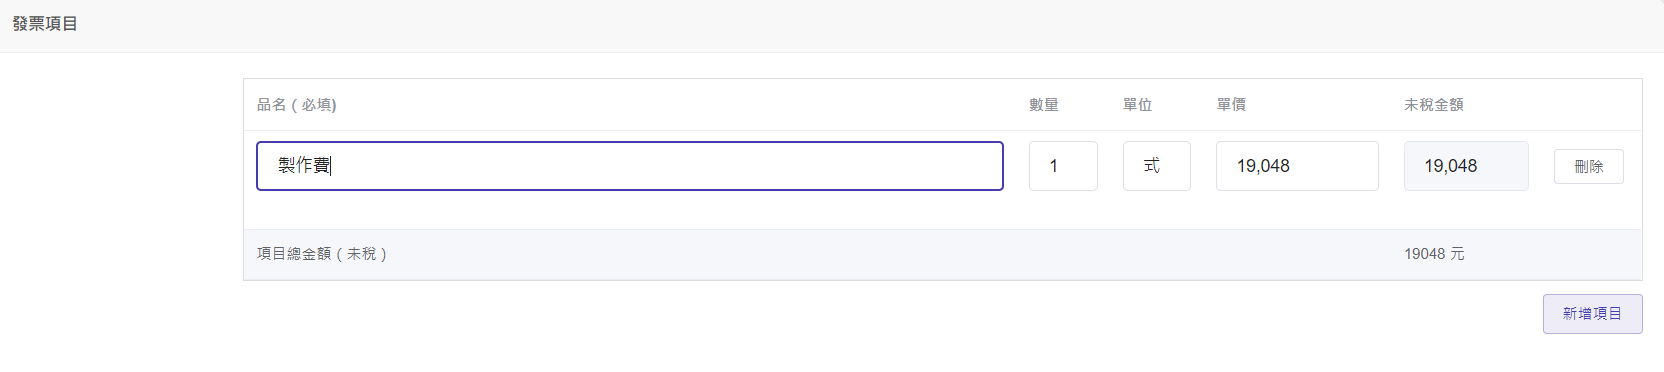 發票項目
品名 ( 必填) 數量 單位 單價 未稅金額
製作費 1 式 19,048 19,048 刪除
項目總金額 ( 未稅 ) 19048 元
新增項目